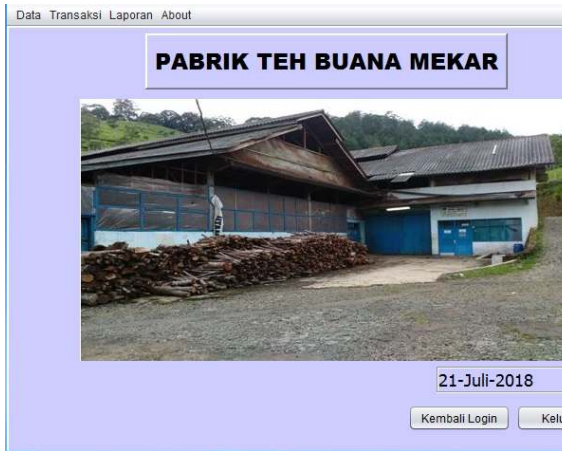 Data Transaksi Laporan About
PABRIK TEH BUANA MEKAR
21-Juli-2018
Kembali Login